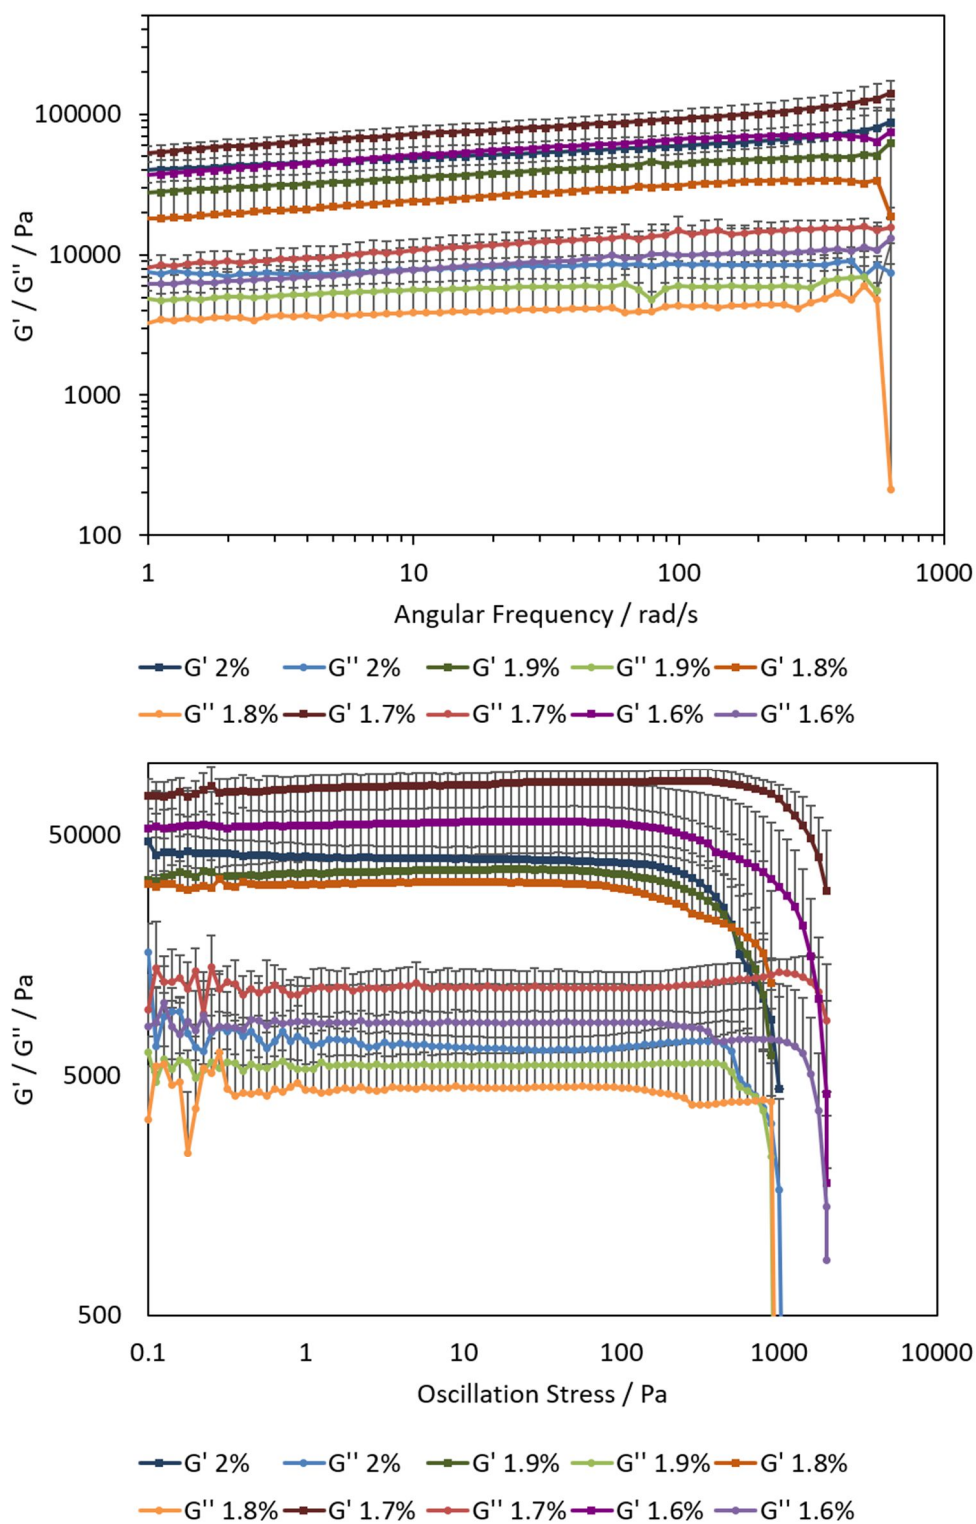 100000
10000
1000
100
G' / G'' / Pa
1 10 100 1000
Angular Frequency / rad/s
G' 2% G'' 2% G' 1.9% G'' 1.9% G' 1.8%
G'' 1.8% G' 1.7% G'' 1.7% G' 1.6% G'' 1.6%
50000
5000
500
G' / G'' / Pa
0.1 1 10 100 1000 10000
Oscillation Stress / Pa
G' 2% G'' 2% G' 1.9% G'' 1.9% G' 1.8%
G'' 1.8% G' 1.7% G'' 1.7% G' 1.6% G'' 1.6%